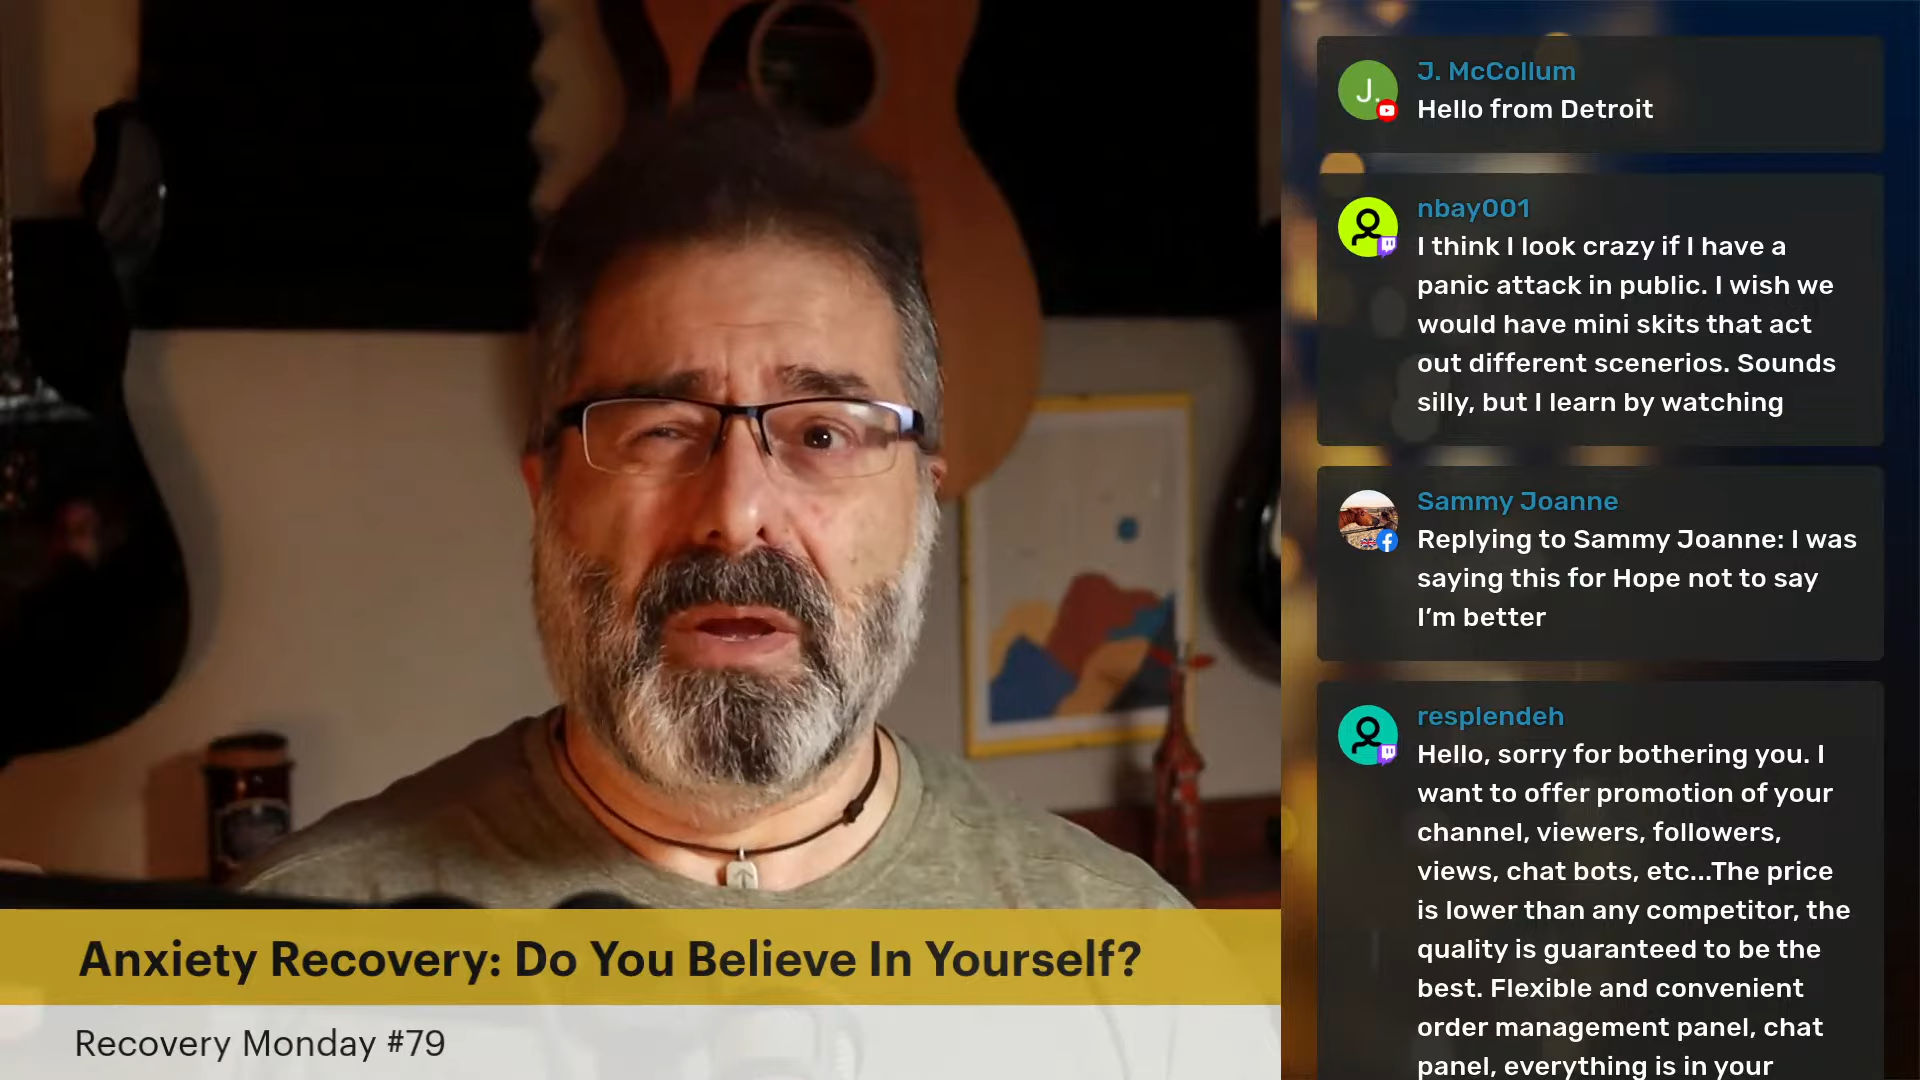 J. McCollum
Hello from Detroit
nbay001
I think I look crazy if I have a
panic attack in public. I wish we
would have mini skits that act
out different scenerios. Sounds
silly, but I learn by watching
Sammy Joanne
Replying to Sammy Joanne: I was
saying this for Hope not to say
I’m better
resplendeh
Hello, sorry for bothering you. I
want to offer promotion of your
channel, viewers, followers,
views, chat bots, etc...The price
is lower than any competitor, the
quality is guaranteed to be the
best. Flexible and convenient
order management panel, chat
panel, everything is in your
Anxiety Recovery: Do You Believe In Yourself?
Recovery Monday #79